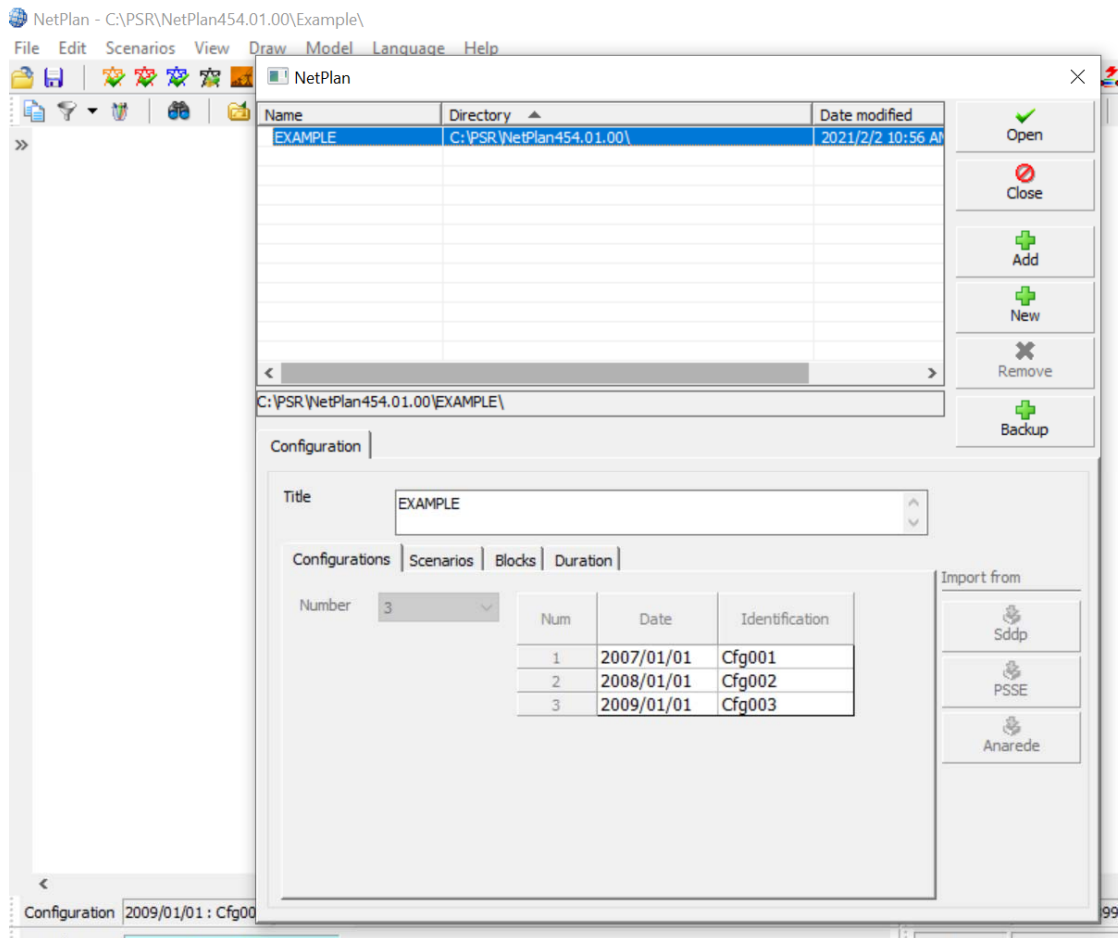 NetPlan - C:\PSR\NetPlan454.01.00\Example\
File Edit Scenarios View Draw Model Language Help
NetPlan
Name Directory Date modified
EXAMPLE C:\PSR\NetPlan454.01.00\ 2021/2/2 10:56 AM
Open
Close
Add
New
Remove
Backup
C:\PSR\NetPlan454.01.00\EXAMPLE\
Configuration
Title EXAMPLE
Configurations Scenarios Blocks Duration
Number 3
Num Date Identification
1 2007/01/01 Cfg001
2 2008/01/01 Cfg002
3 2009/01/01 Cfg003
Import from
Sddp
PSSE
Anarede
Configuration 2009/01/01 : Cfg00
99